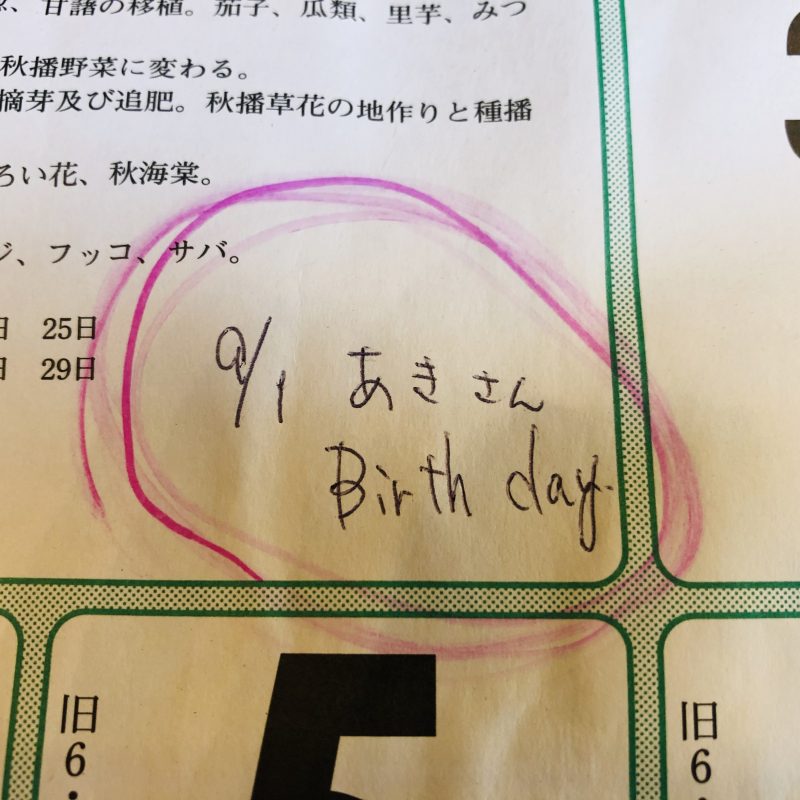 、甘藷の移植。茄子、瓜類、里芋、みつ
秋播野菜に変わる。
摘芽及び追肥。秋播草花の地作りと種播
ろい花、秋海棠。
ジ、フッコ、サバ。
日 25日
日 29日
9/1 あきさん
Birth day.
5
旧
6
・
旧
6
・